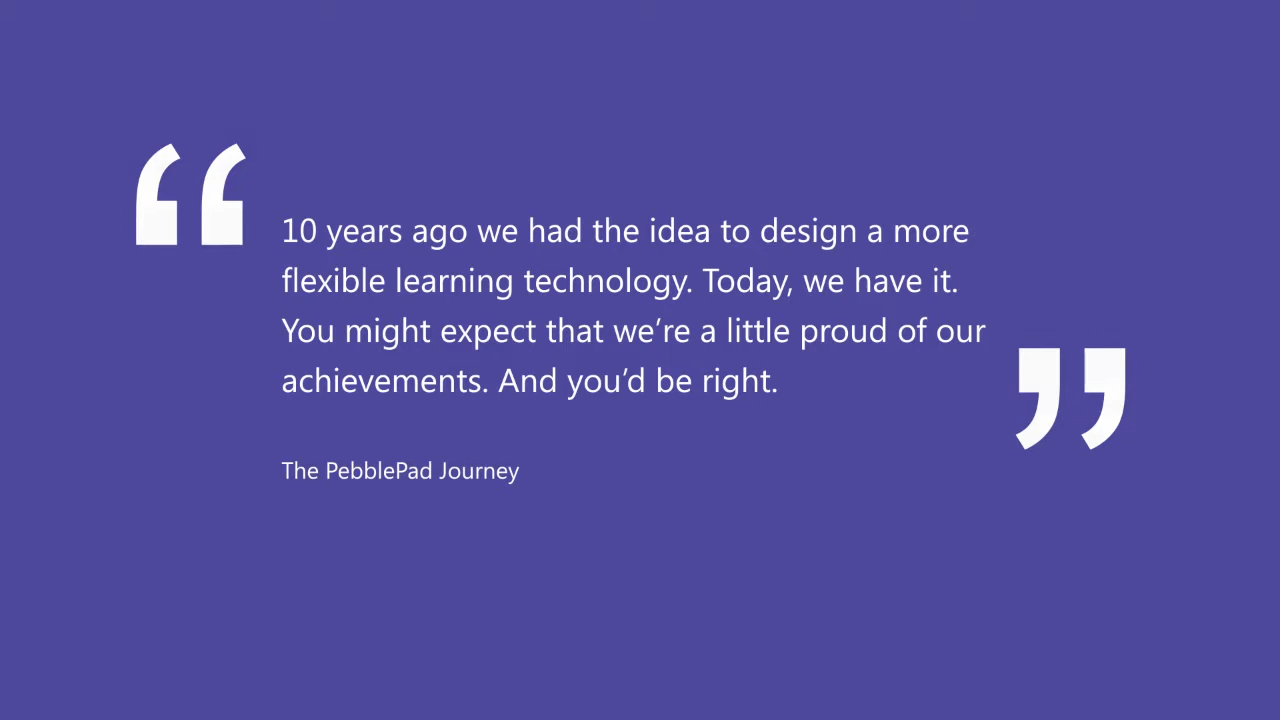 “
10 years ago we had the idea to design a more
flexible learning technology. Today, we have it.
You might expect that we’re a little proud of our
achievements. And you’d be right.
”
The PebblePad Journey